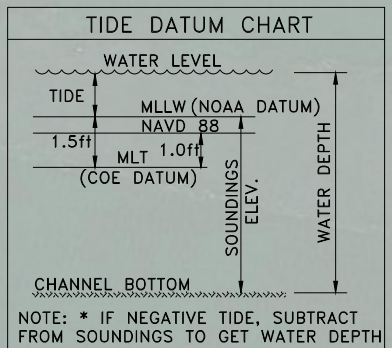 TIDE DATUM CHART
WATER LEVEL
TIDE
MLLW (NOAA DATUM)
NAVD 88
1.5ft
1.0ft
MLT
(COE DATUM)
SOUNDINGS
ELEV.
WATER DEPTH
CHANNEL BOTTOM
NOTE: * IF NEGATIVE TIDE, SUBTRACT
FROM SOUNDINGS TO GET WATER DEPTH